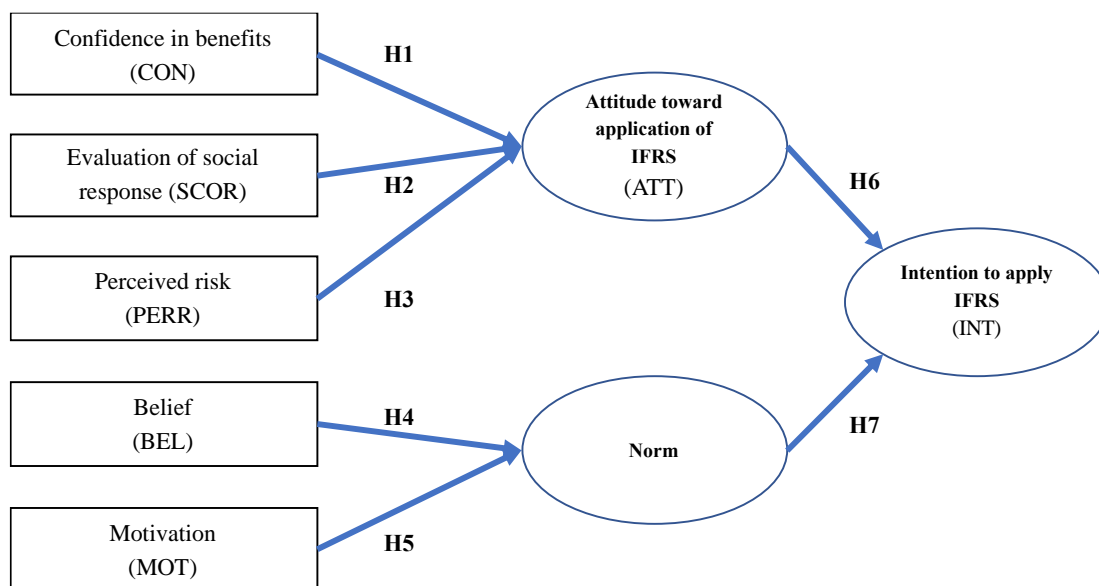 Confidence in benefits
(CON)
H1
Evaluation of social
response (SCOR)
H2
Perceived risk
(PERR)
H3
Attitude toward
application of
IFRS
(ATT)
H6
Intention to apply
IFRS
(INT)
Belief
(BEL)
H4
Norm
H7
Motivation
(MOT)
H5